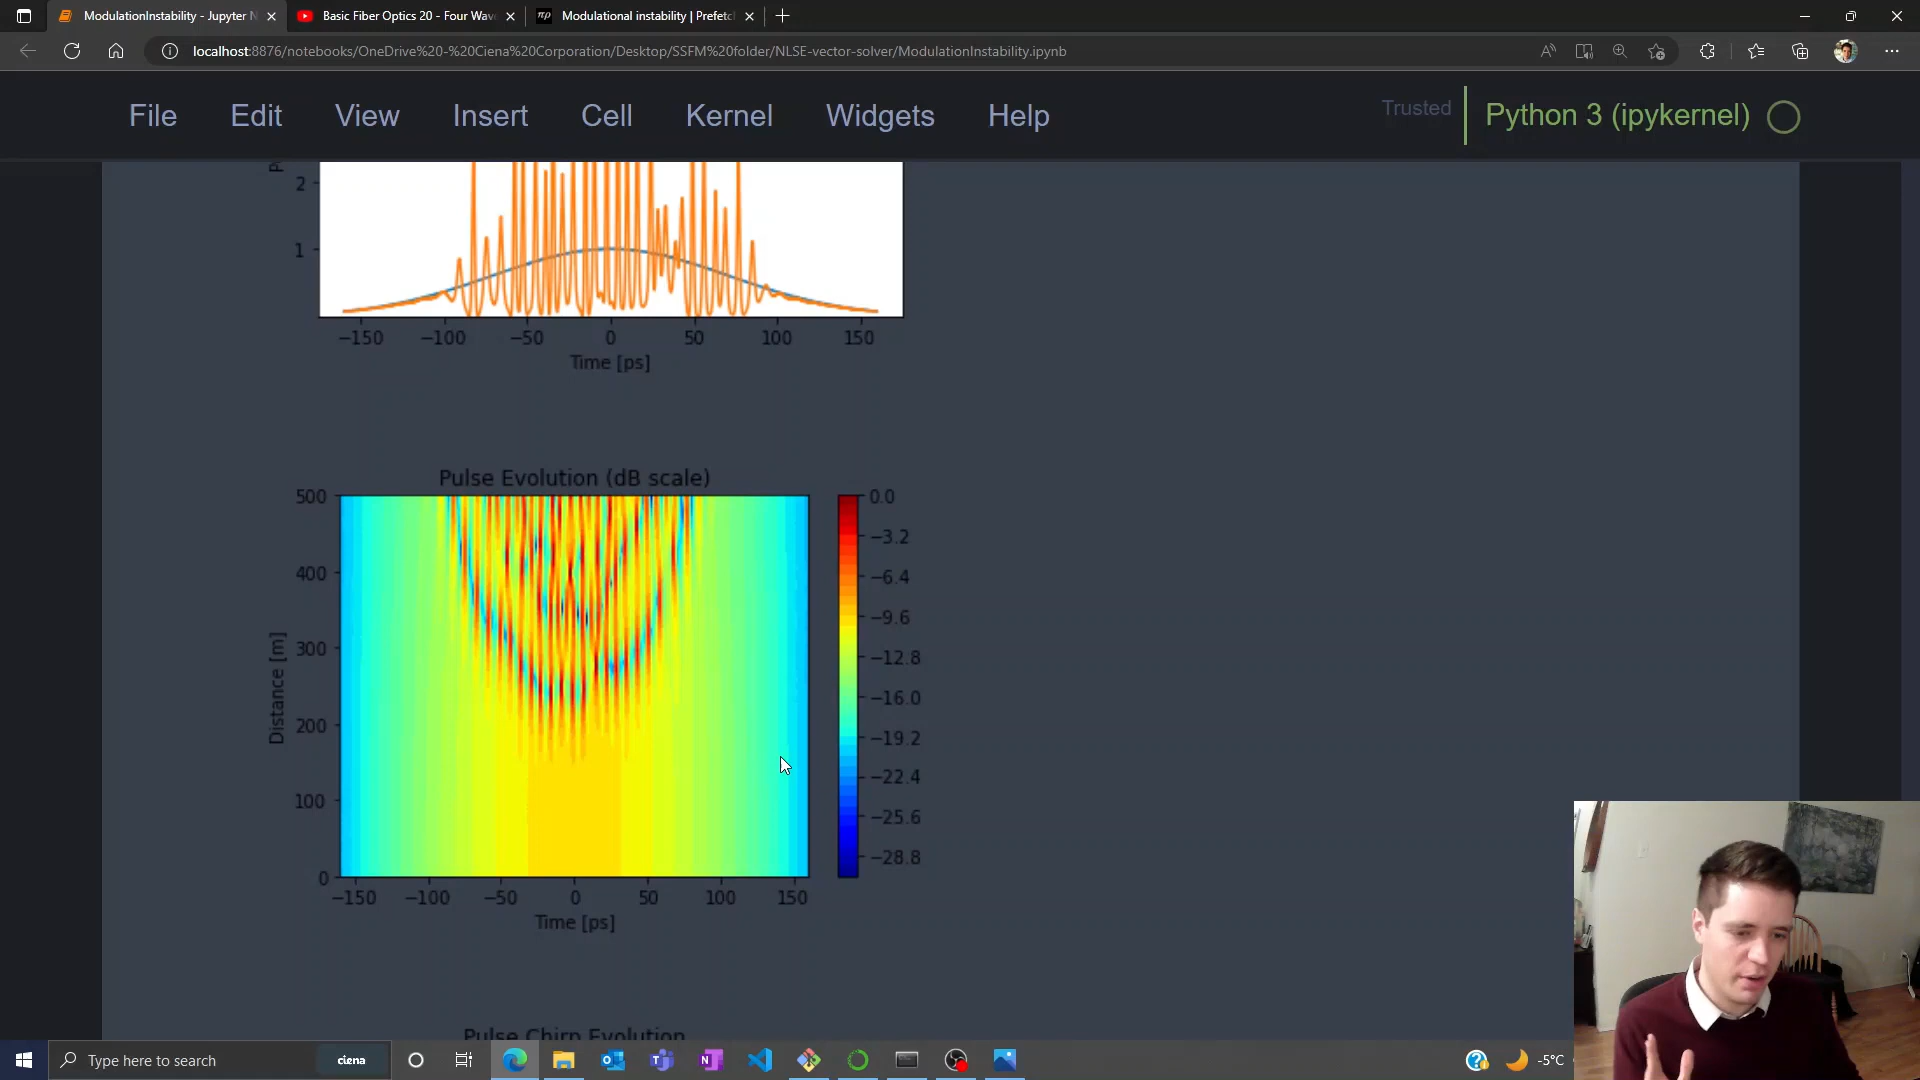 ModulationInstability - Jupyter N
Basic Fiber Optics 20 - Four Wav
Modulational instability | Prefetch
localhost:8876/notebooks/OneDrive%20-%20Ciena%20Corporation/Desktop/SSFM%20folder/NLSE-vector-solver/ModulationInstability.ipynb
File Edit View Insert Cell Kernel Widgets Help
Trusted
Python 3 (ipykernel)
2
1
−150 −100 −50 0 50 100 150
Time [ps]
Pulse Evolution (dB scale)
500
400
300
200
100
0
Distance [m]
−150 −100 −50 0 50 100 150
Time [ps]
0.0
−3.2
−6.4
−9.6
−12.8
−16.0
−19.2
−22.4
−25.6
−28.8
Pulse Chirp Evolution
Type here to search
ciena
-5°C